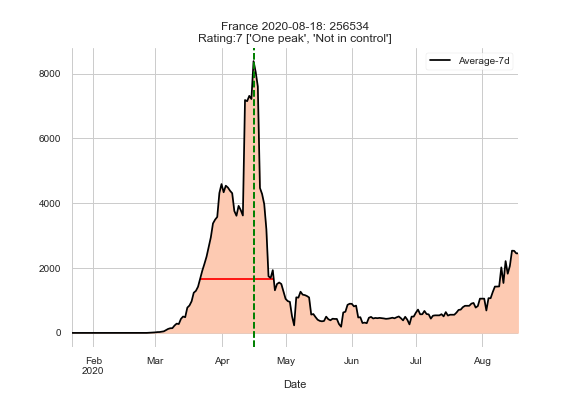 France 2020-08-18: 256534
Rating:7 ['One peak', 'Not in control']
Average-7d
8000
6000
4000
2000
0
Feb Mar Apr May Jun Jul Aug
2020
Date